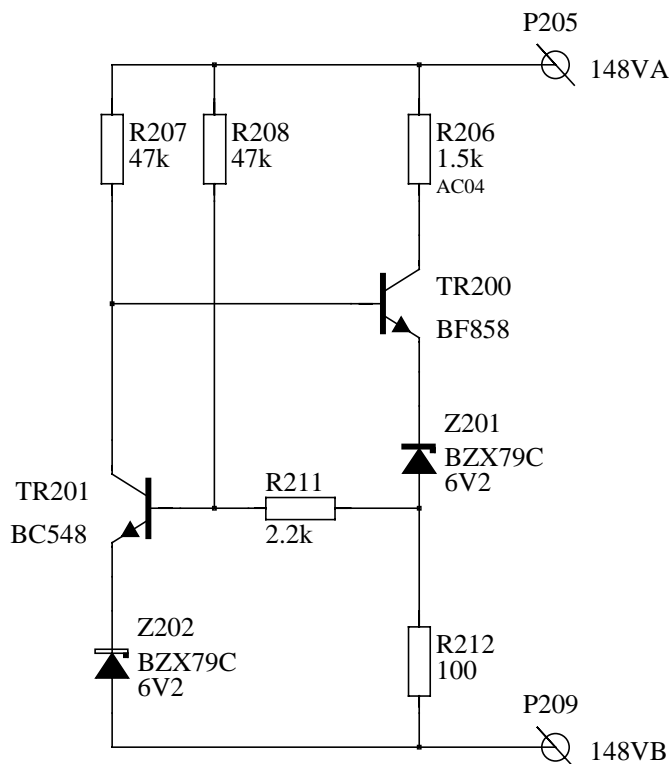 P205
148VA
R207
47k
R208
47k
R206
1.5k
AC04
TR200
BF858
Z201
BZX79C
6V2
TR201
BC548
R211
2.2k
Z202
BZX79C
6V2
R212
100
P209
148VB